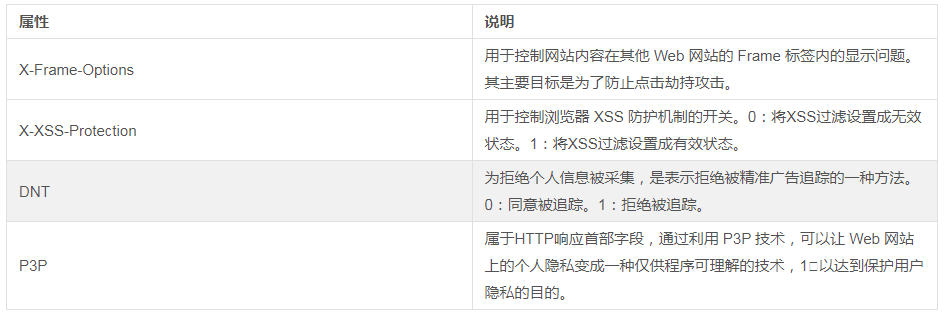 属性 说明
X-Frame-Options
用于控制网站内容在其他 Web 网站的 Frame 标签内的显示问题。
其主要目标是为了防止点击劫持攻击。
X-XSS-Protection
用于控制浏览器 XSS 防护机制的开关。0：将XSS过滤设置成无效
状态。1：将XSS过滤设置成有效状态。
DNT
为拒绝个人信息被采集，是表示拒绝被精准广告追踪的一种方法。
0：同意被追踪。1：拒绝被追踪。
P3P
属于HTTP响应首部字段，通过利用 P3P 技术，可以让 Web 网站
上的个人隐私变成一种仅供程序可理解的技术，1□以达到保护用户
隐私的目的。